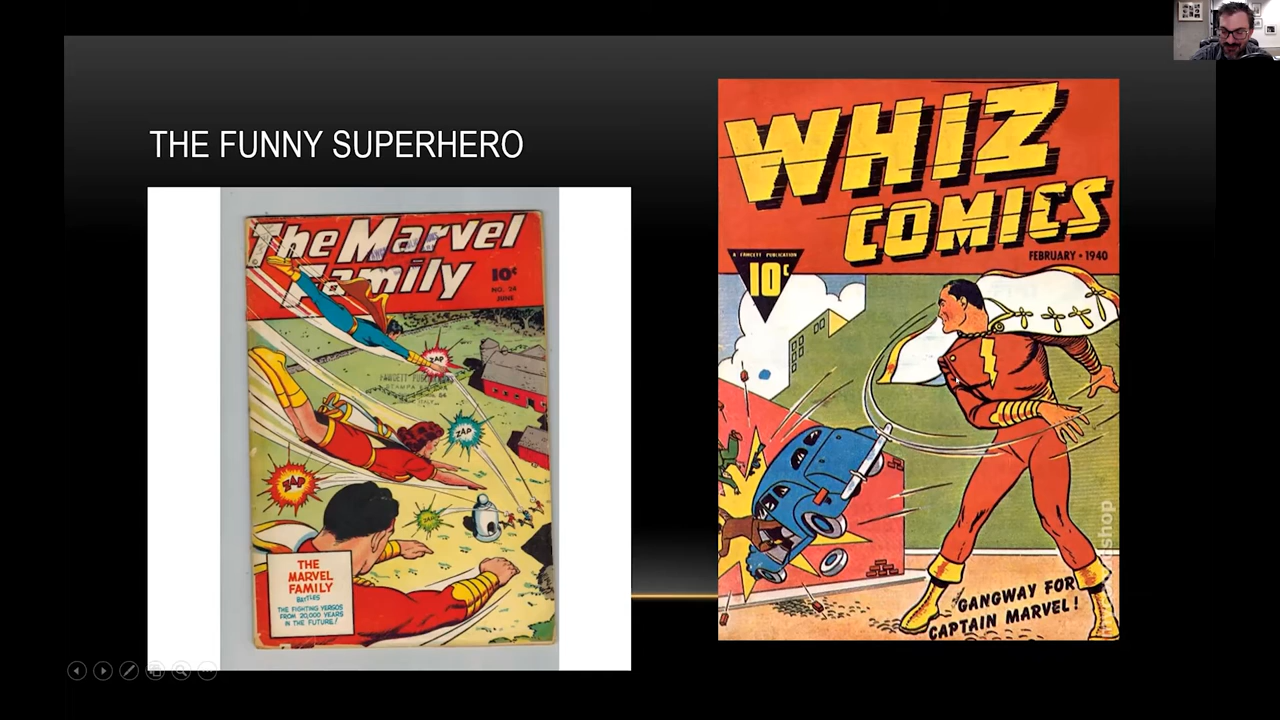 THE FUNNY SUPERHERO
The Marvel
Family
10¢
NO. 24
JUNE
ZAP
ZAP
ZAP
ZAP
THE
MARVEL
FAMILY
BATTLES
THE FIGHTING VERGOS
FROM 20,000 YEARS
IN THE FUTURE!
WHIZ
COMICS
FEBRUARY • 1940
A FAWCETT PUBLICATION
10¢
GANGWAY FOR
CAPTAIN MARVEL!